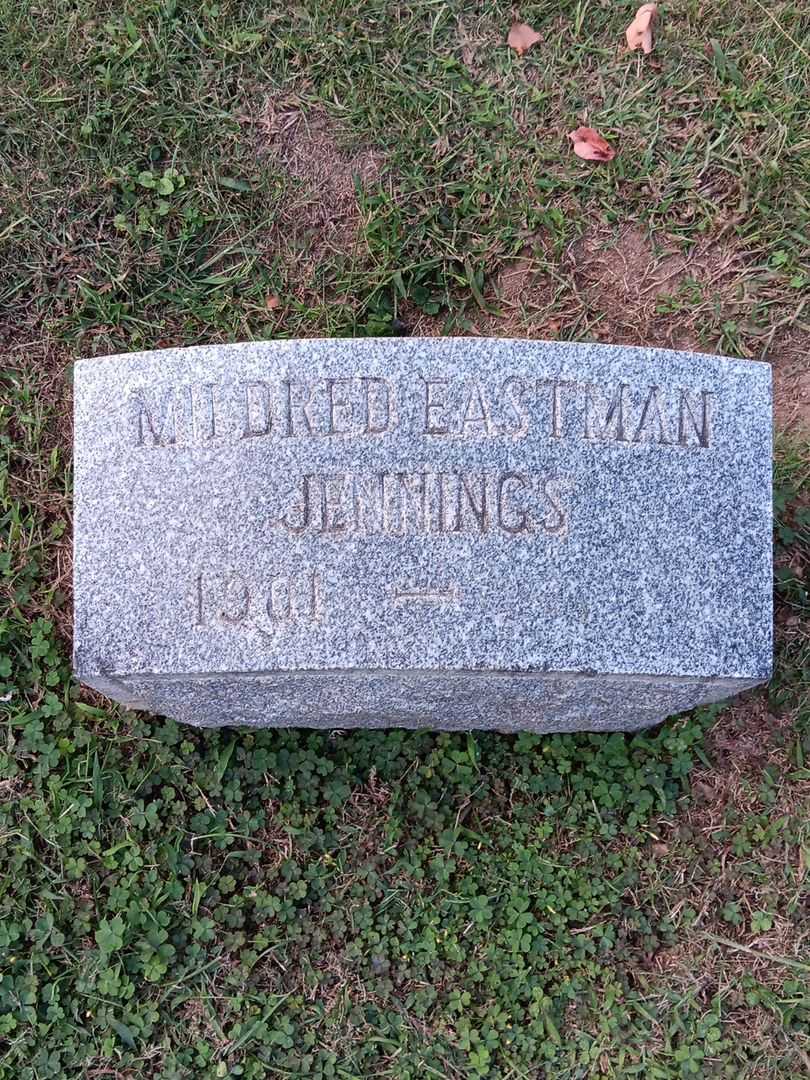 MILDRED EASTMAN
JENNINGS
1901 —